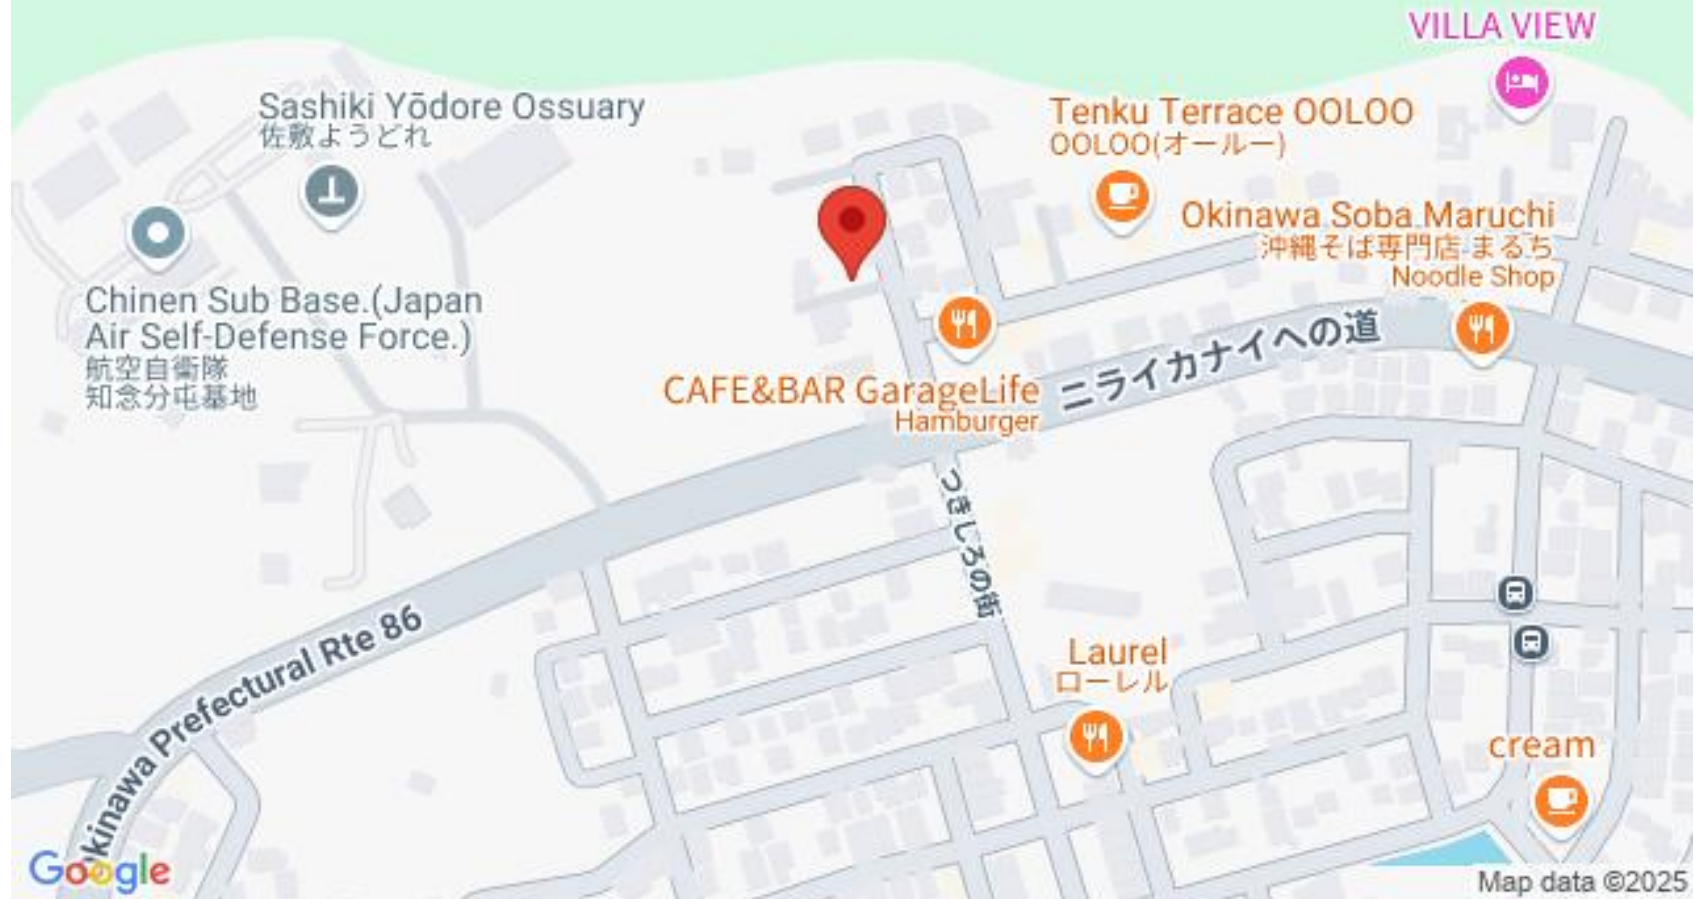 VILLA VIEW
Sashiki Yōdore Ossuary
佐敷ようどれ
Tenku Terrace OOLOO
OOLOO(オールー)
Okinawa Soba Maruchi
沖縄そば専門店 まるち
Noodle Shop
Chinen Sub Base.(Japan
Air Self-Defense Force.)
航空自衛隊
知念分屯基地
CAFE&BAR GarageLife
Hamburger
ニライカナイへの道
つきしろの街
Okinawa Prefectural Rte 86
Laurel
ローレル
cream
Google
Map data ©2025